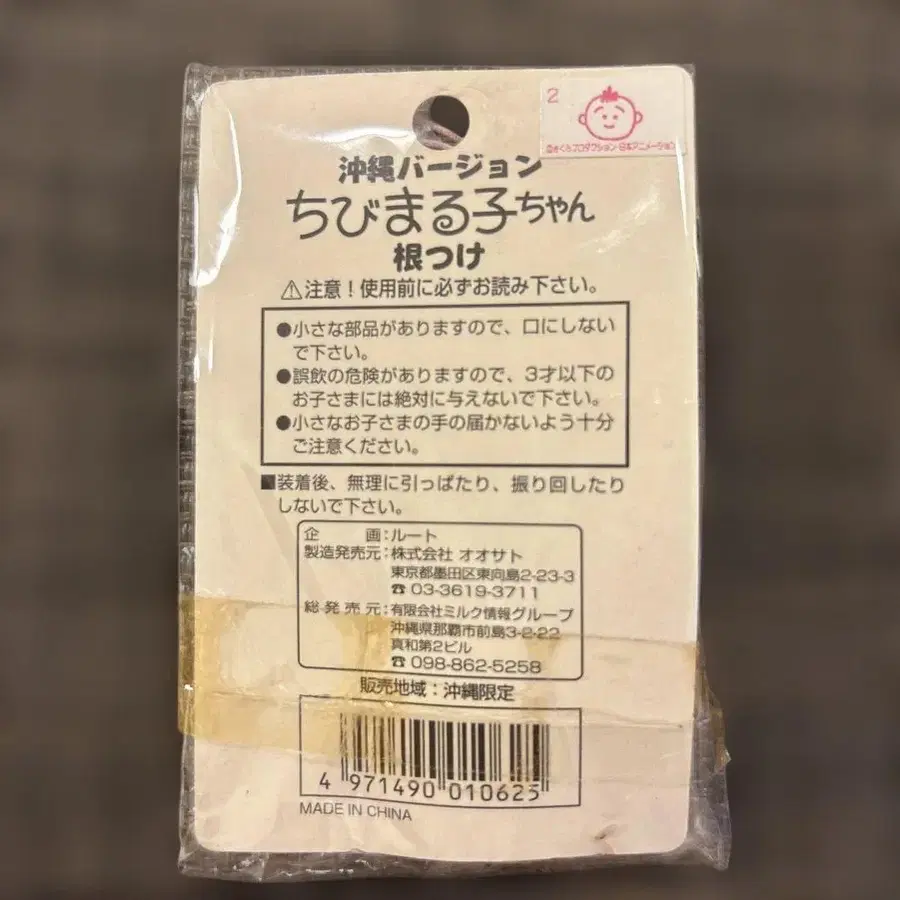 2
©さくらプロダクション・日本アニメーション
沖縄バージョン
ちびまる子ちゃん
根つけ
⚠注意！使用前に必ずお読み下さい。
●小さな部品がありますので、口にしない
で下さい。
●誤飲の危険がありますので、3才以下の
お子さまには絶対に与えないで下さい。
●小さなお子さまの手の届かないよう十分
ご注意ください。
■装着後、無理に引っぱたり、振り回したり
しないで下さい。
企　　画：ルート
製造発売元：株式会社 オオサト
東京都墨田区東向島2-23-3
☎ 03-3619-3711
総発売元：有限会社ミルク情報グループ
沖縄県那覇市前島3-2-22
真和第2ビル
☎ 098-862-5258
販売地域：沖縄限定
4 971490 010625
MADE IN CHINA